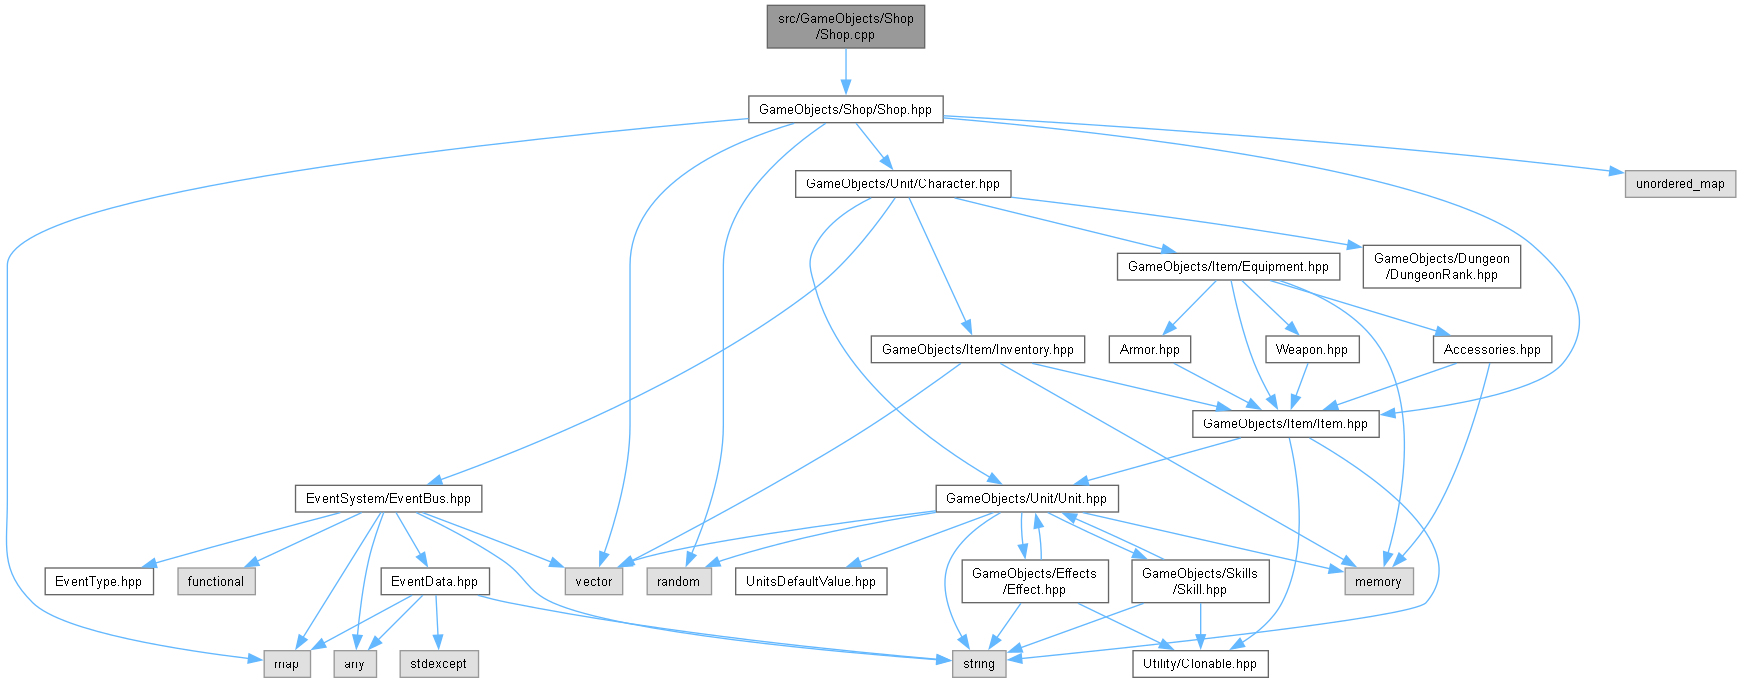 src/GameObjects/Shop
/Shop.cpp
GameObjects/Shop/Shop.hpp
GameObjects/Unit/Character.hpp
unordered_map
GameObjects/Item/Equipment.hpp
GameObjects/Dungeon
/DungeonRank.hpp
GameObjects/Item/Inventory.hpp
Armor.hpp
Weapon.hpp
Accessories.hpp
GameObjects/Item/Item.hpp
EventSystem/EventBus.hpp
GameObjects/Unit/Unit.hpp
EventType.hpp
functional
EventData.hpp
vector
random
UnitsDefaultValue.hpp
GameObjects/Effects
/Effect.hpp
GameObjects/Skills
/Skill.hpp
memory
map
any
stdexcept
string
Utility/Clonable.hpp